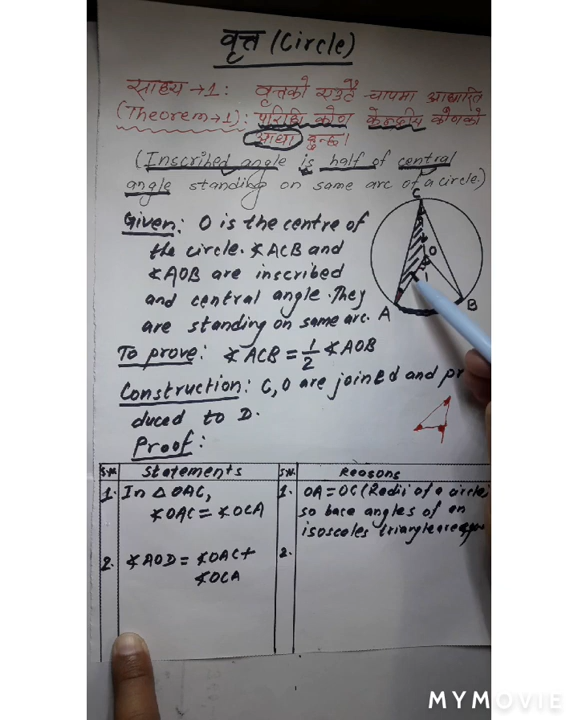 वृत्त (Circle)
साध्य → 1: वृत्तको एउटै चापमा आधारित
(Theorem → 1): परिधि कोण केन्द्रीय कोणको
आधा हुन्छ।
(Inscribed angle is half of central
angle standing on same arc of a circle.)
Given: O is the centre of
the circle. ∡ACB and
∡AOB are inscribed
and central angle. They
are standing on same arc.
C
O
A
B
To prove: ∡ACB = 1/2 ∡AOB
Construction: C, O are joined and pr
duced to D.
Proof:
S.N. Statements S.N. Reasons
1. In △OAC, 1. OA = OC (Radii of a circle)
∡OAC = ∡OCA so base angles of an
isosceles triangle are
2. ∡AOD = ∡OAC + 2.
∡OCA
MYMOVIE